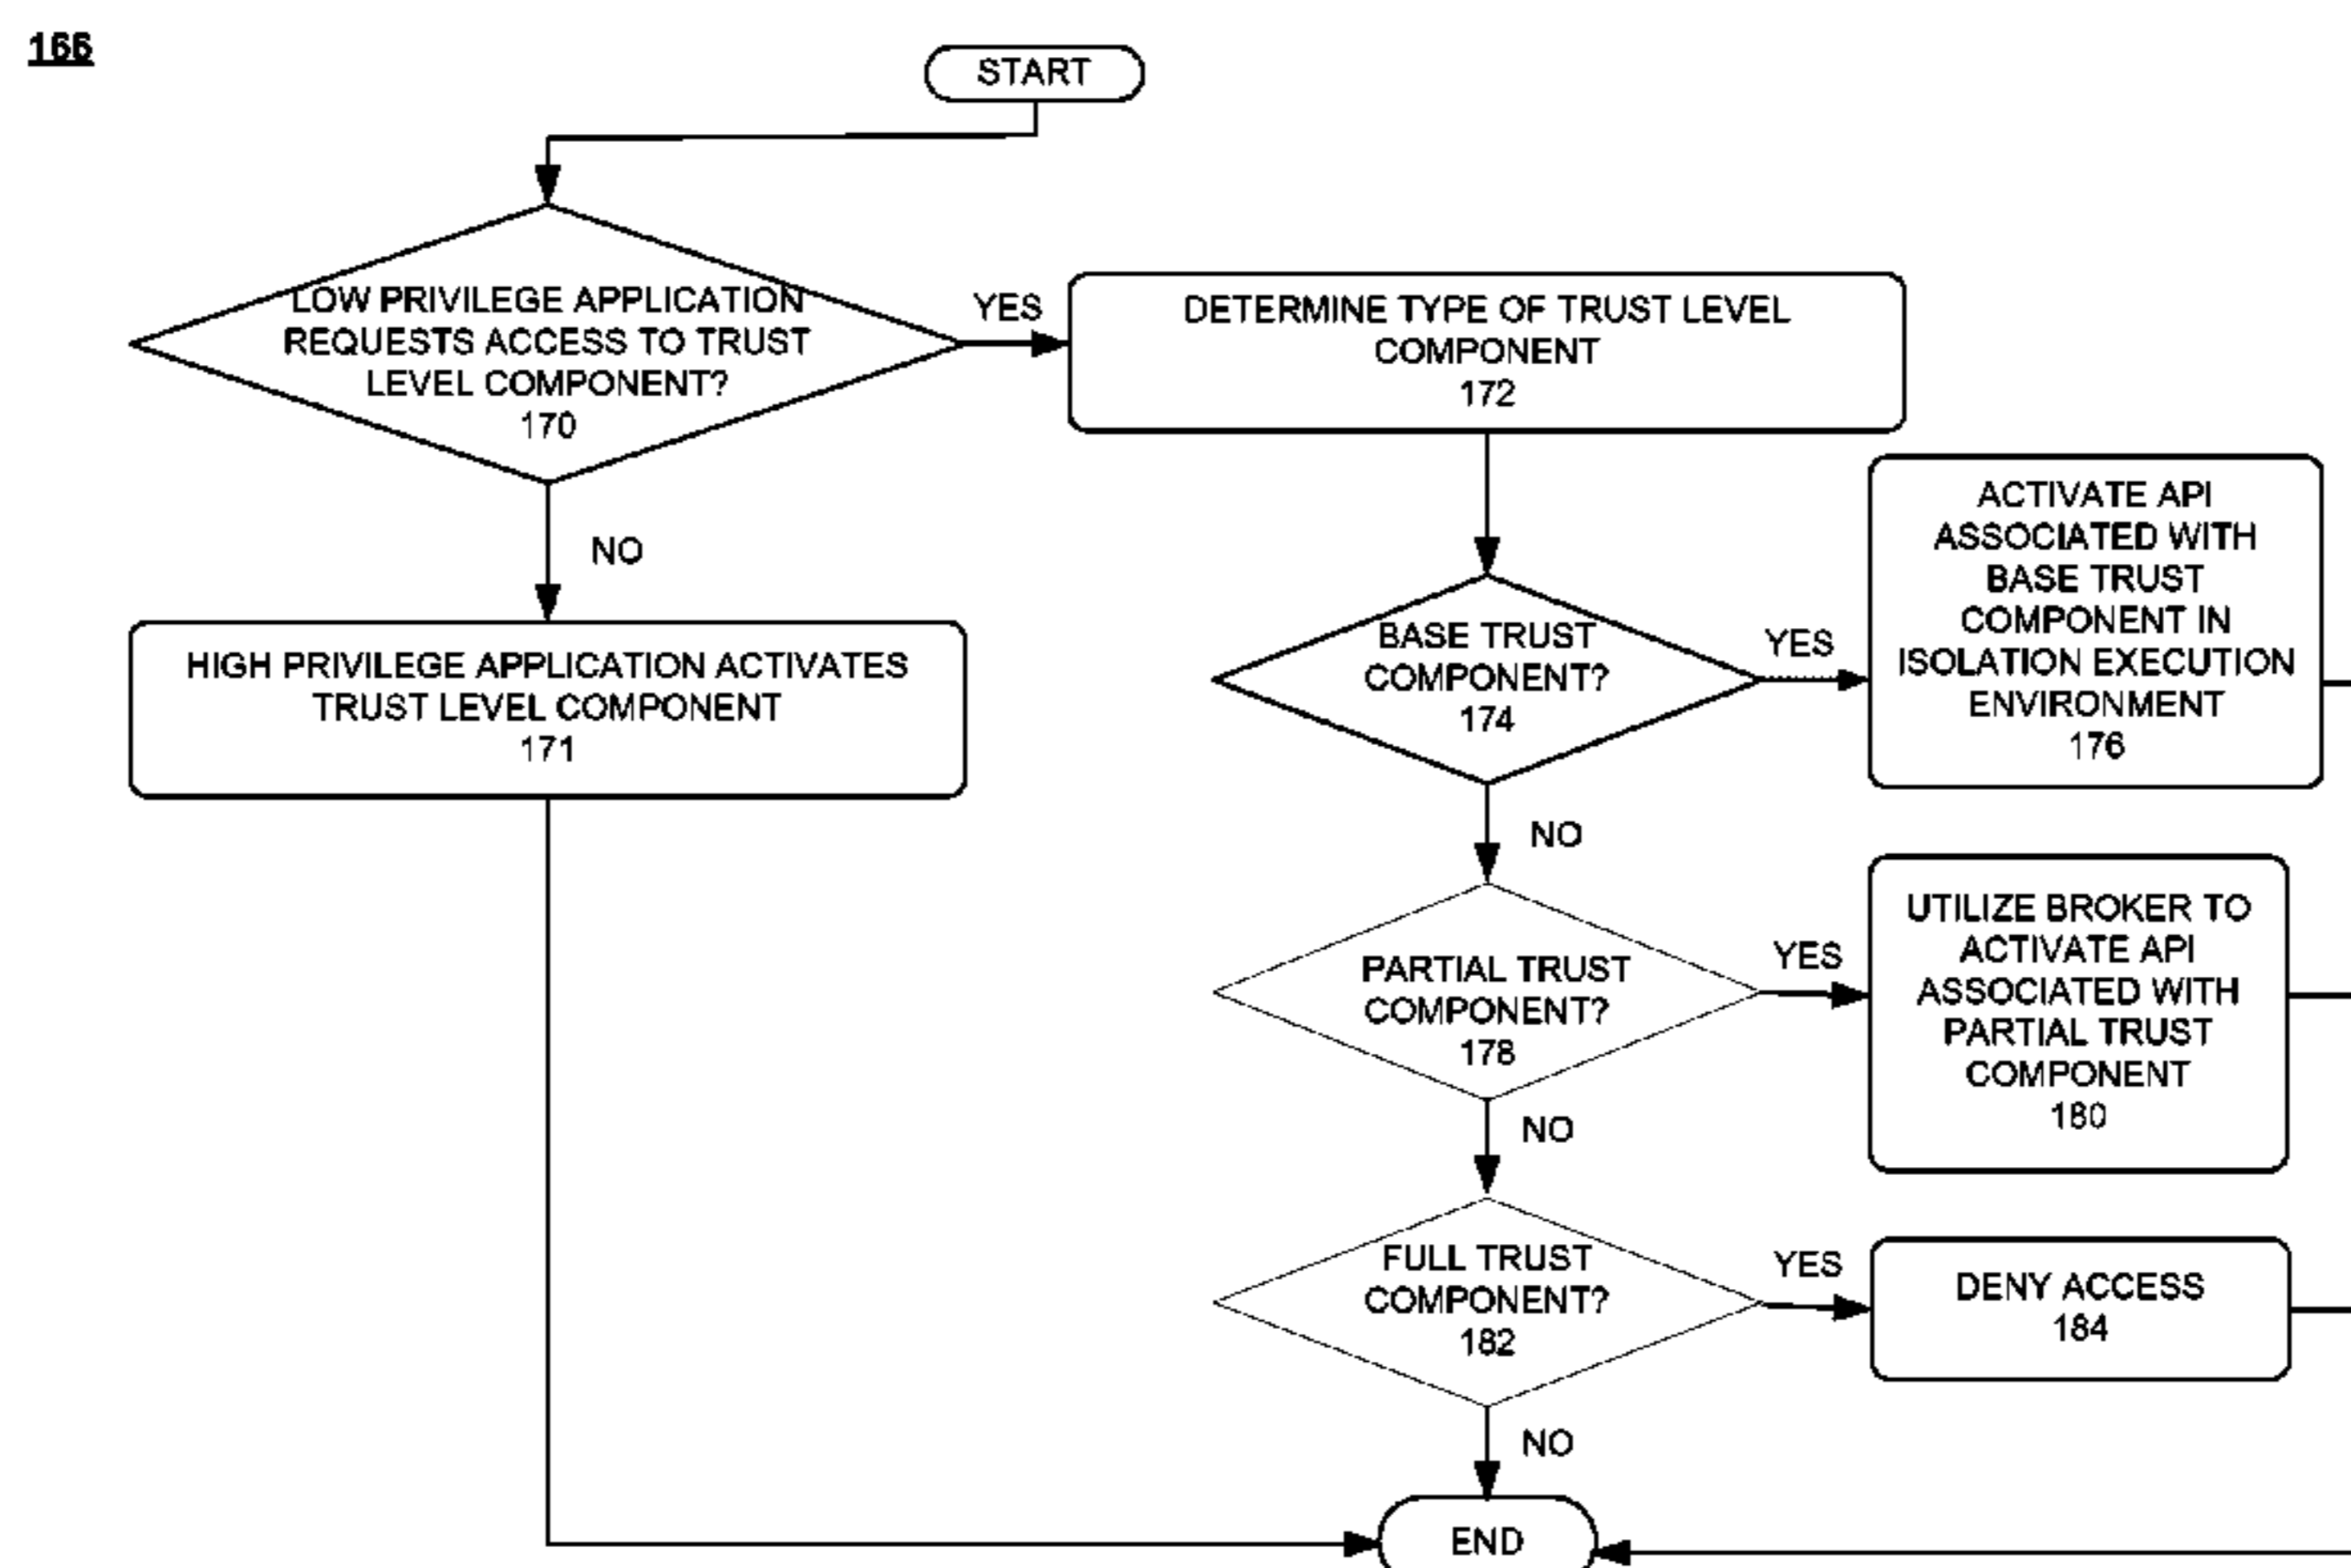 166
START
LOW PRIVILEGE APPLICATION
REQUESTS ACCESS TO TRUST
LEVEL COMPONENT?
170
YES
DETERMINE TYPE OF TRUST LEVEL
COMPONENT
172
NO
HIGH PRIVILEGE APPLICATION ACTIVATES
TRUST LEVEL COMPONENT
171
BASE TRUST
COMPONENT?
174
YES
ACTIVATE API
ASSOCIATED WITH
BASE TRUST
COMPONENT IN
ISOLATION EXECUTION
ENVIRONMENT
176
NO
PARTIAL TRUST
COMPONENT?
178
YES
UTILIZE BROKER TO
ACTIVATE API
ASSOCIATED WITH
PARTIAL TRUST
COMPONENT
180
NO
FULL TRUST
COMPONENT?
182
YES
DENY ACCESS
184
NO
END